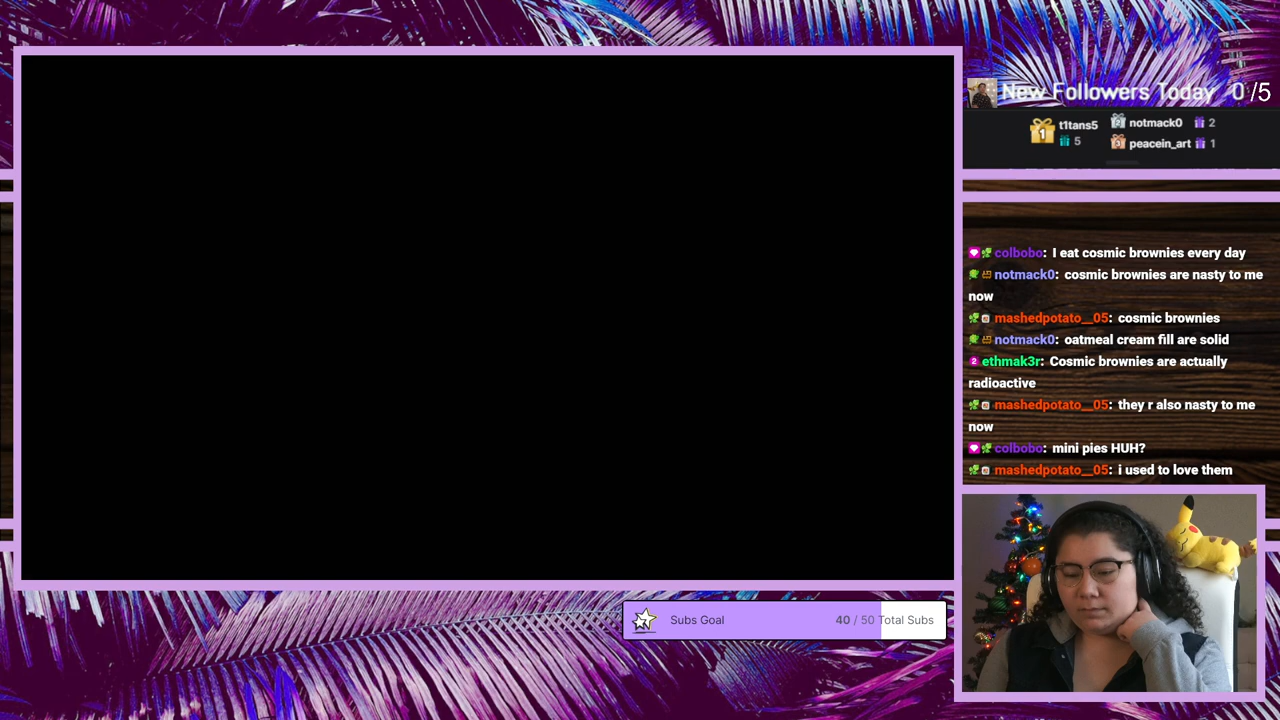 New Followers Today 0 /5
1 t1tans5
5
notmack0 2
peacein_art 1
colbobo: I eat cosmic brownies every day
notmack0: cosmic brownies are nasty to me
now
mashedpotato__05: cosmic brownies
notmack0: oatmeal cream fill are solid
2 ethmak3r: Cosmic brownies are actually
radioactive
mashedpotato__05: they r also nasty to me
now
colbobo: mini pies HUH?
mashedpotato__05: i used to love them
Subs Goal 40 / 50 Total Subs